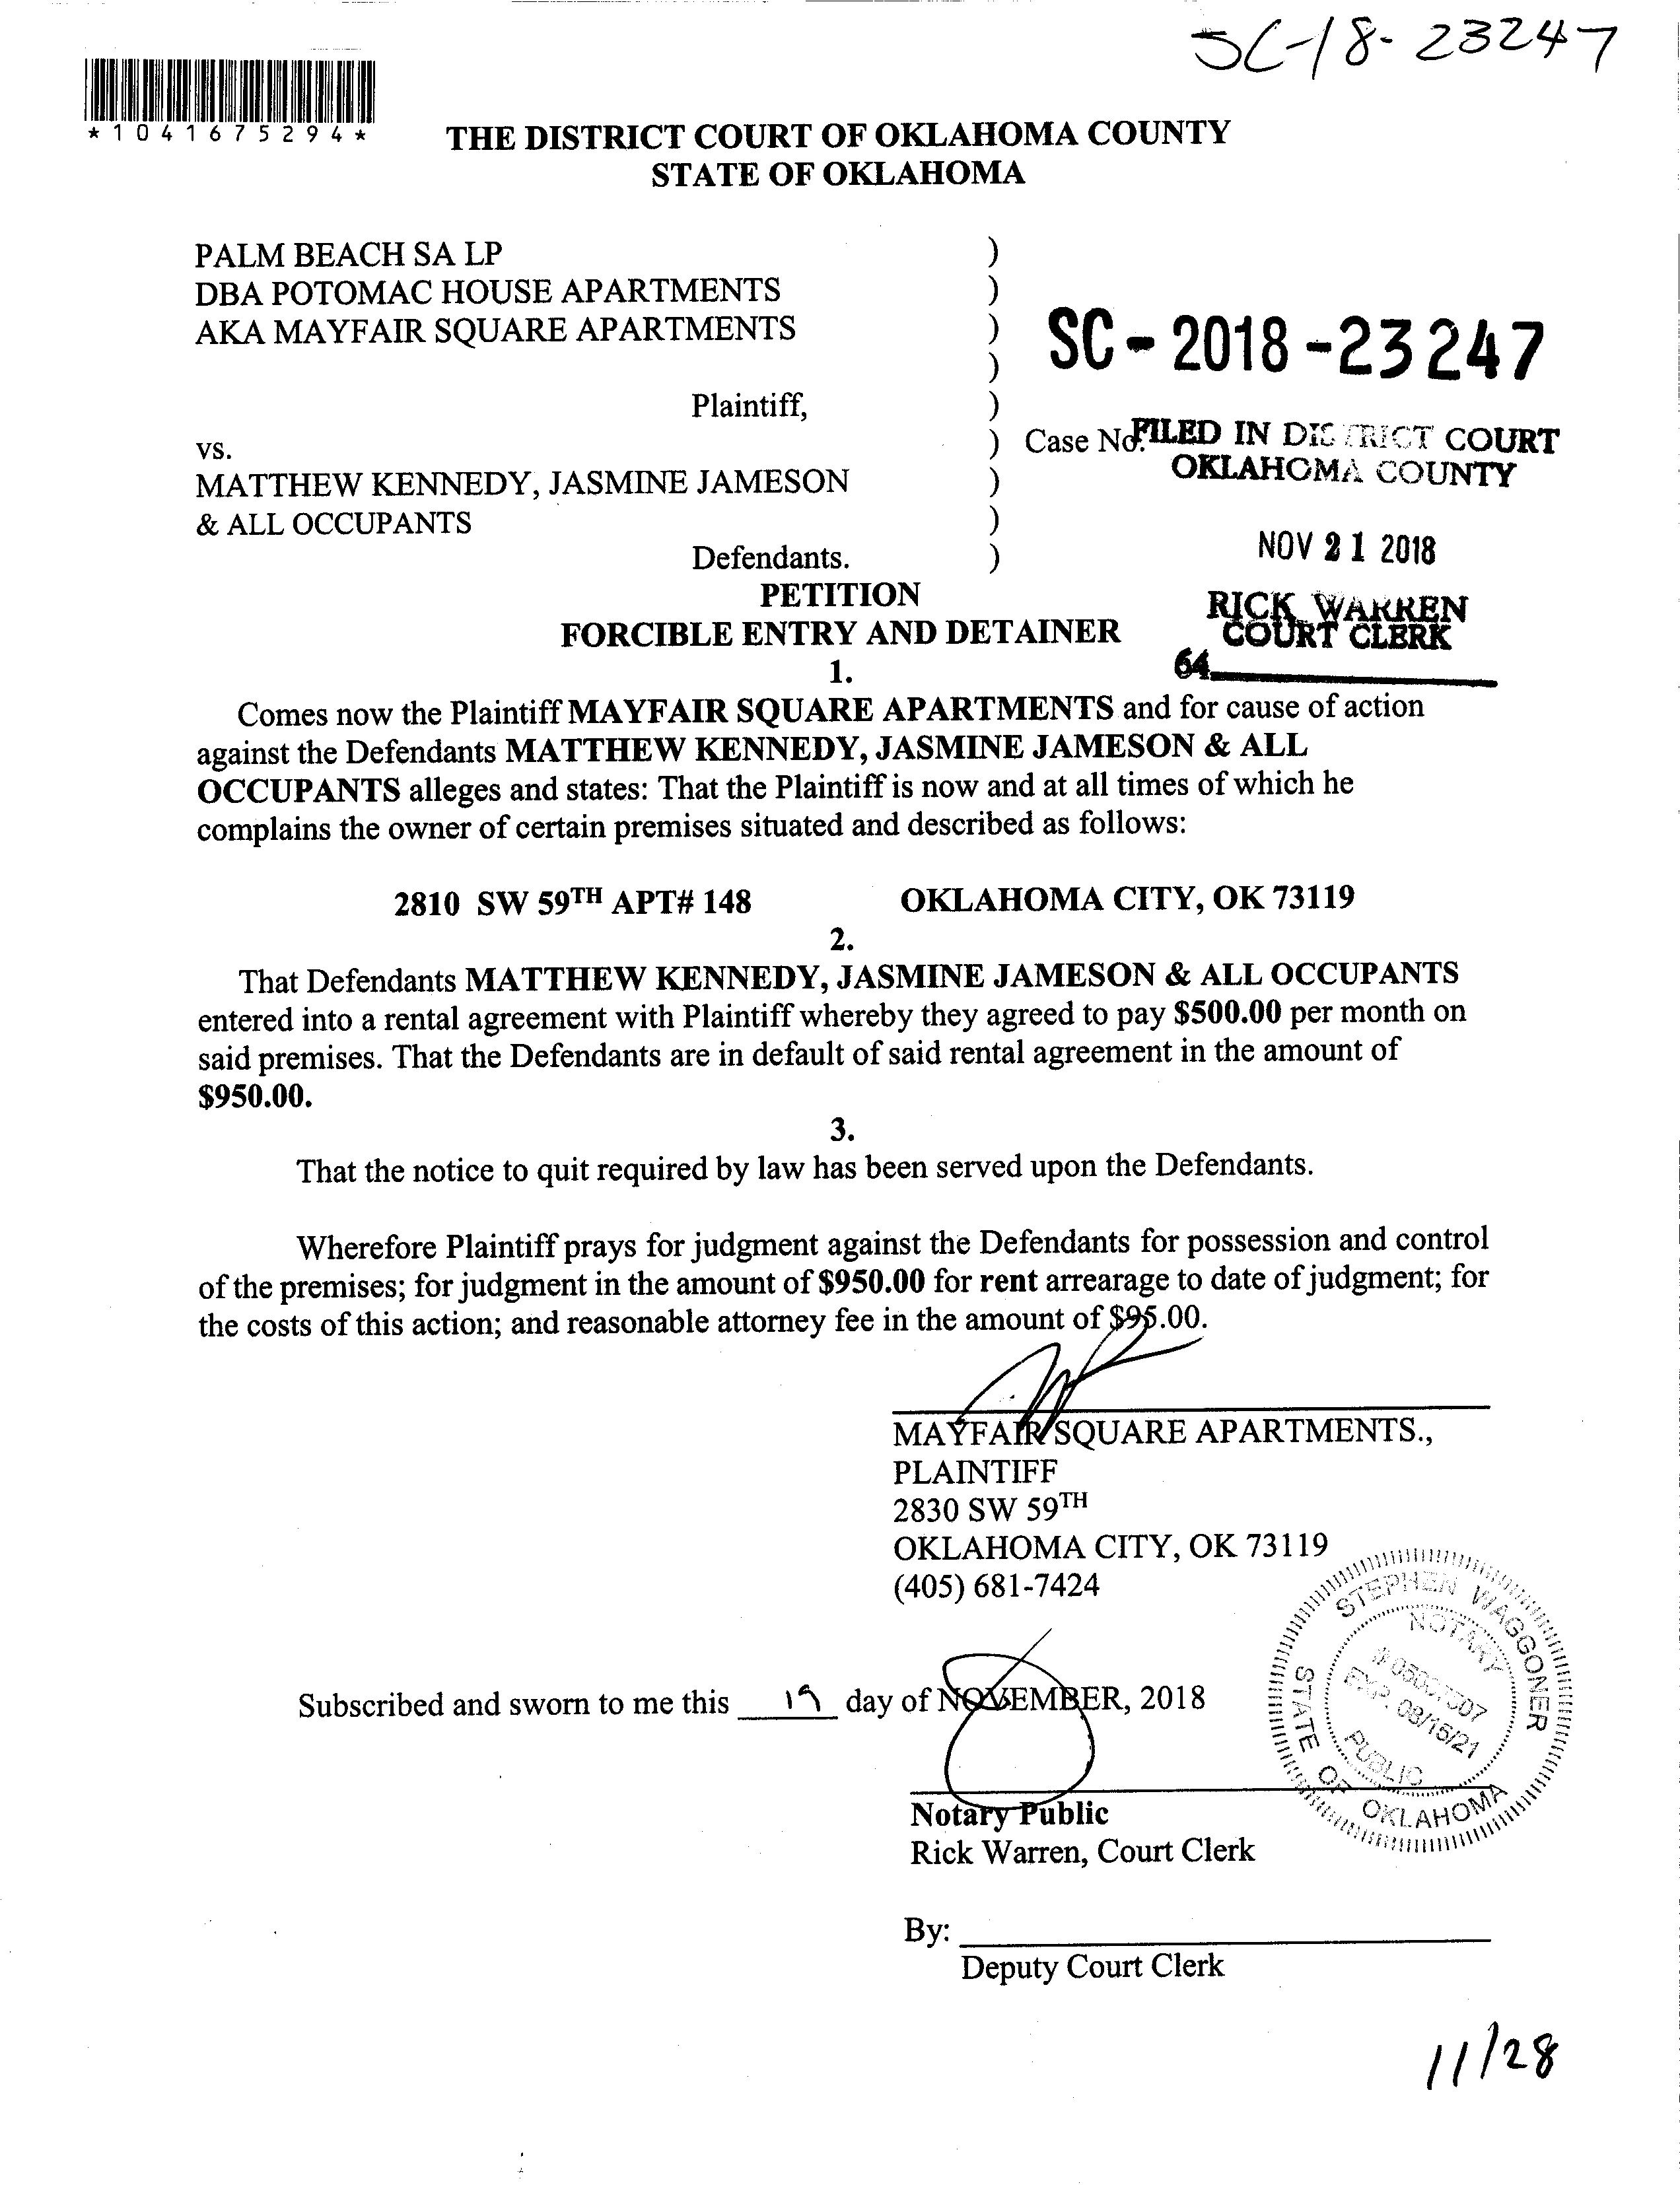 SC-18-23247
*1041675294*
THE DISTRICT COURT OF OKLAHOMA COUNTY
STATE OF OKLAHOMA
PALM BEACH SA LP )
DBA POTOMAC HOUSE APARTMENTS )
AKA MAYFAIR SQUARE APARTMENTS )
)
SC-2018-23247
Plaintiff, )
vs. ) Case No.
FILED IN DISTRICT COURT
OKLAHOMA COUNTY
MATTHEW KENNEDY, JASMINE JAMESON )
& ALL OCCUPANTS )
Defendants. )
NOV 21 2018
PETITION
RICK WARREN
COURT CLERK
FORCIBLE ENTRY AND DETAINER
64
1.
Comes now the Plaintiff MAYFAIR SQUARE APARTMENTS and for cause of action
against the Defendants MATTHEW KENNEDY, JASMINE JAMESON & ALL
OCCUPANTS alleges and states: That the Plaintiff is now and at all times of which he
complains the owner of certain premises situated and described as follows:
2810 SW 59TH APT# 148 OKLAHOMA CITY, OK 73119
2.
That Defendants MATTHEW KENNEDY, JASMINE JAMESON & ALL OCCUPANTS
entered into a rental agreement with Plaintiff whereby they agreed to pay $500.00 per month on
said premises. That the Defendants are in default of said rental agreement in the amount of
$950.00.
3.
That the notice to quit required by law has been served upon the Defendants.
Wherefore Plaintiff prays for judgment against the Defendants for possession and control
of the premises; for judgment in the amount of $950.00 for rent arrearage to date of judgment; for
the costs of this action; and reasonable attorney fee in the amount of $95.00.
MAYFAIR SQUARE APARTMENTS.,
PLAINTIFF
2830 SW 59TH
OKLAHOMA CITY, OK 73119
(405) 681-7424
STEPHEN WAGGONER
NOTARY
EXP. 08/15/21
PUBLIC
STATE OF OKLAHOMA
Subscribed and sworn to me this 19 day of NOVEMBER, 2018
Notary Public
Rick Warren, Court Clerk
By:
Deputy Court Clerk
11/28